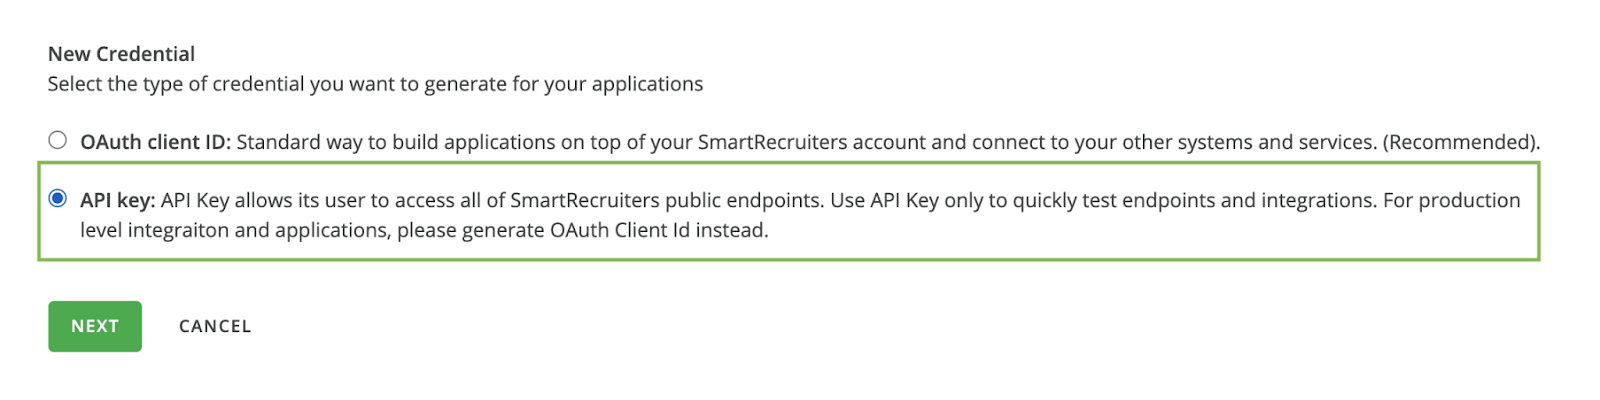 New Credential
Select the type of credential you want to generate for your applications
OAuth client ID: Standard way to build applications on top of your SmartRecruiters account and connect to your other systems and services. (Recommended).
API key: API Key allows its user to access all of SmartRecruiters public endpoints. Use API Key only to quickly test endpoints and integrations. For production
level integraiton and applications, please generate OAuth Client Id instead.
NEXT CANCEL